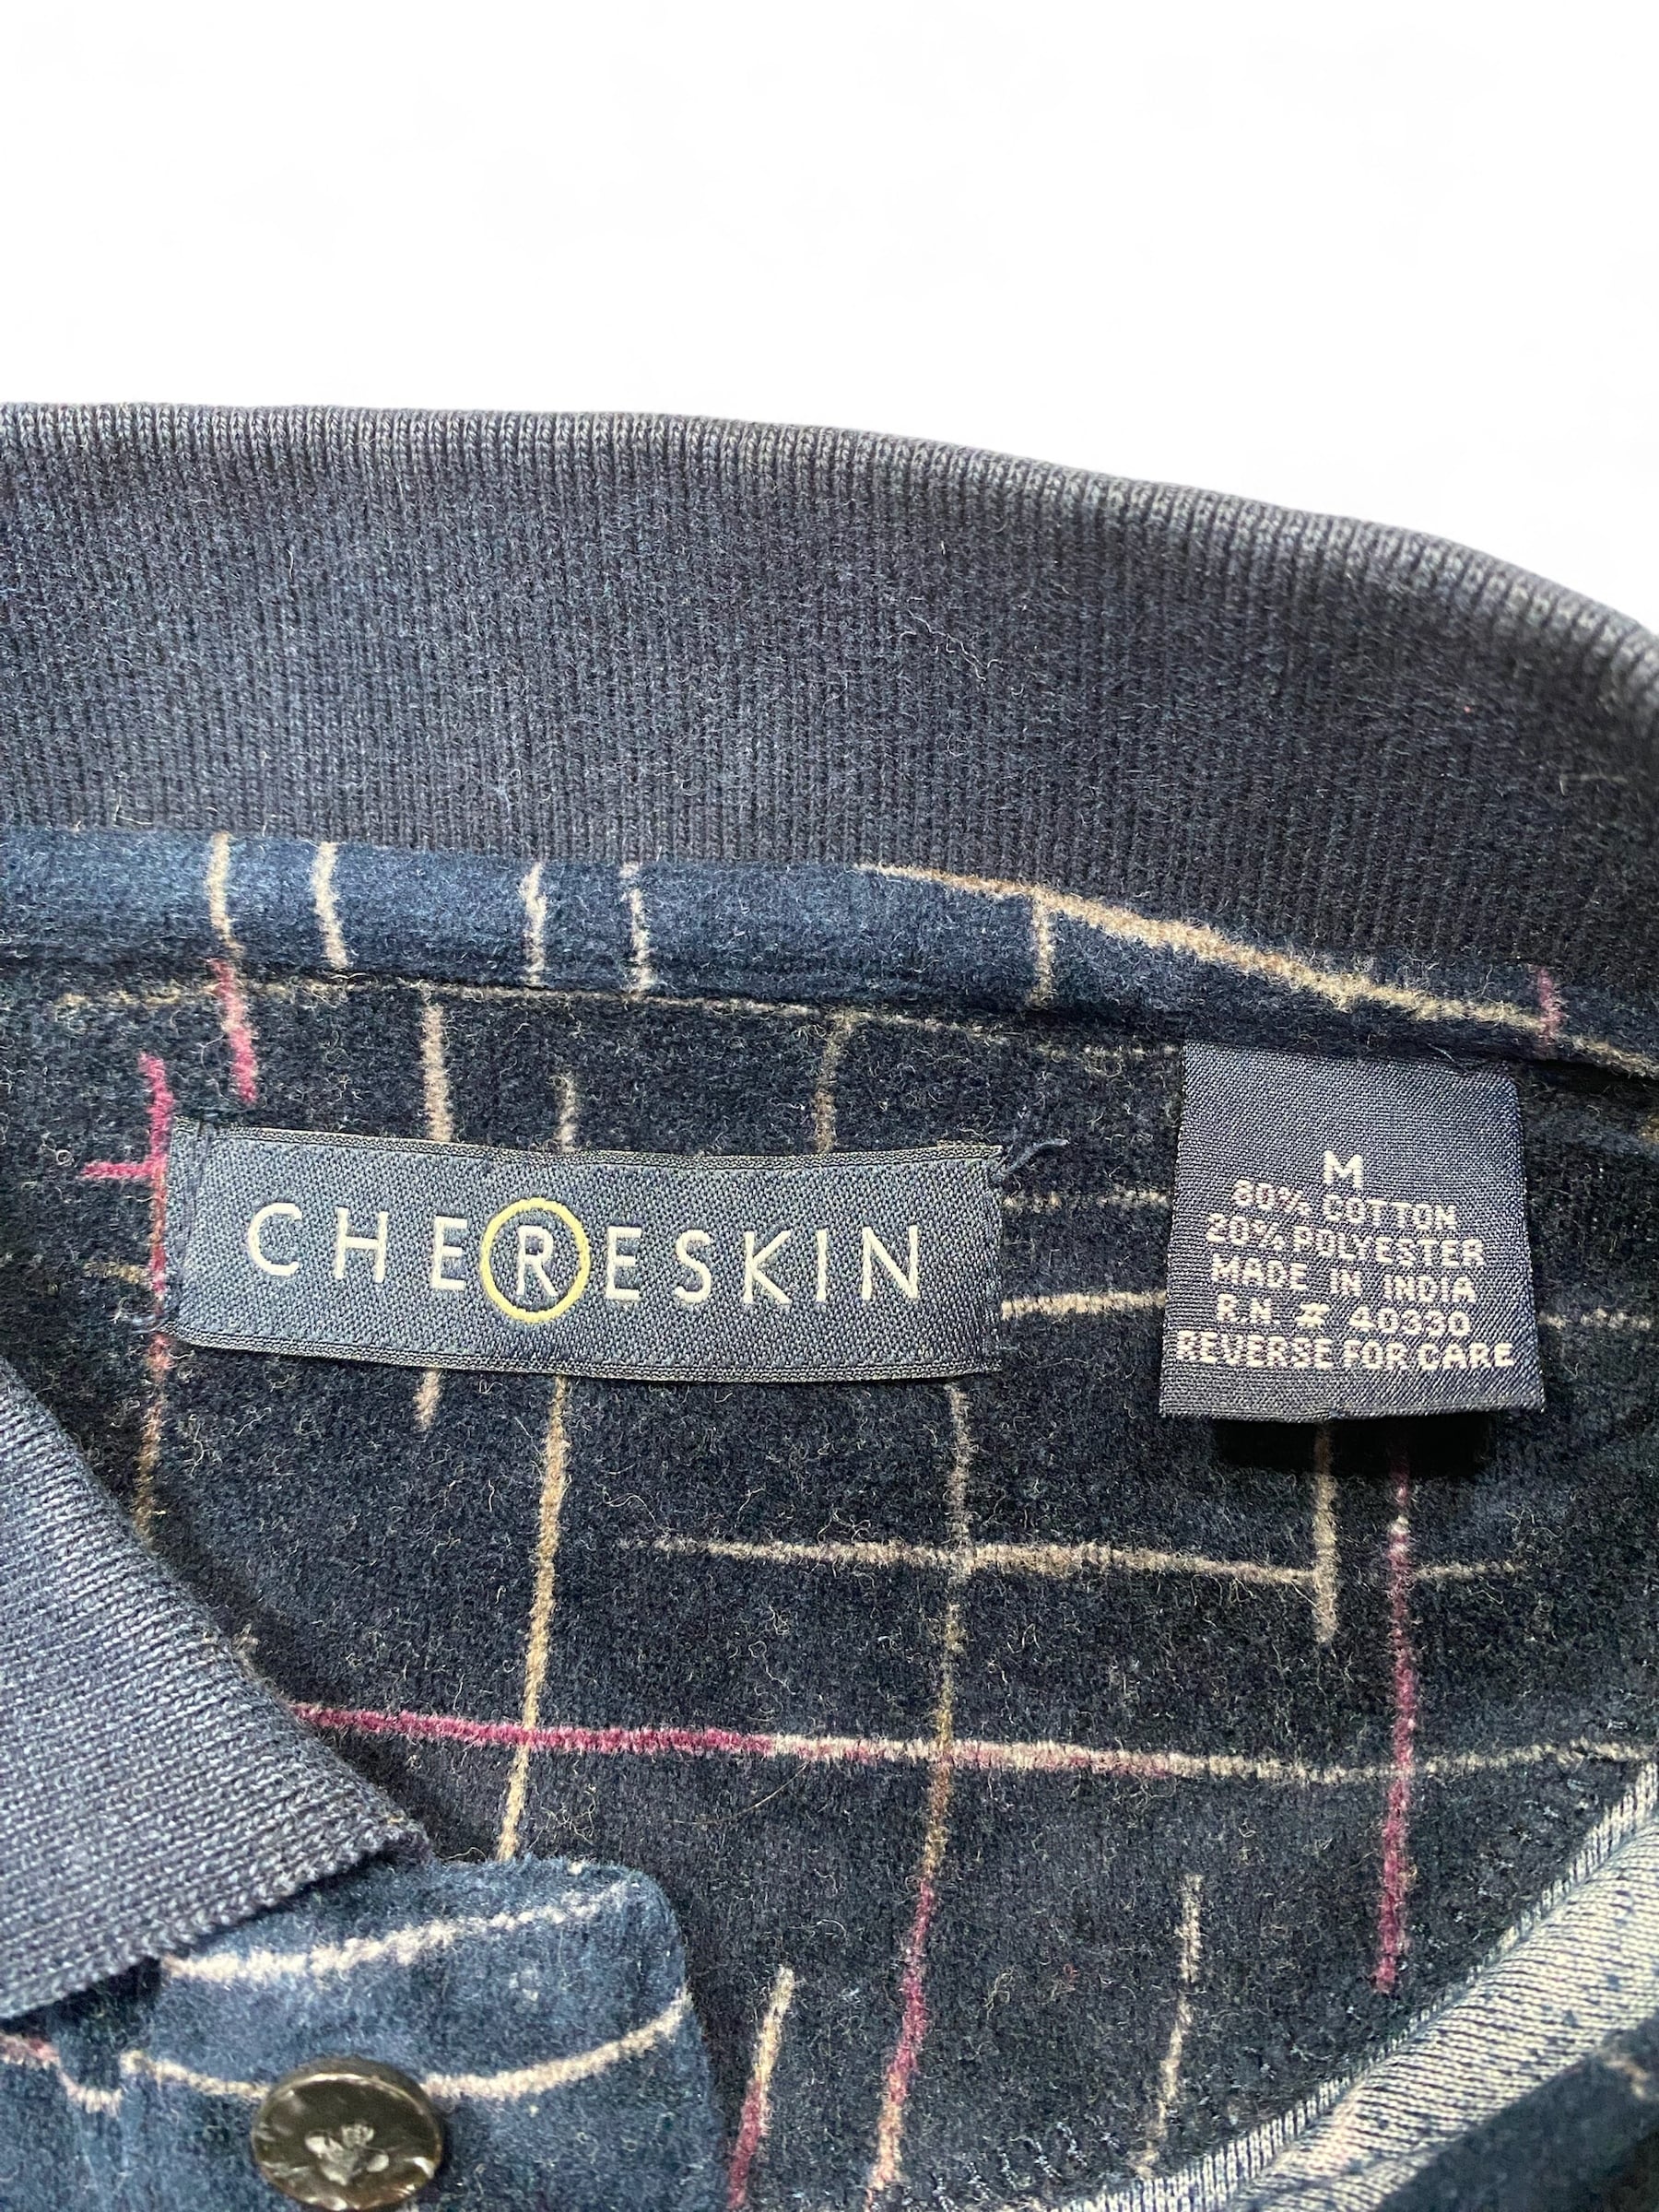 CHERESKIN
M
80% COTTON
20% POLYESTER
MADE IN INDIA
R.N # 40330
REVERSE FOR CARE